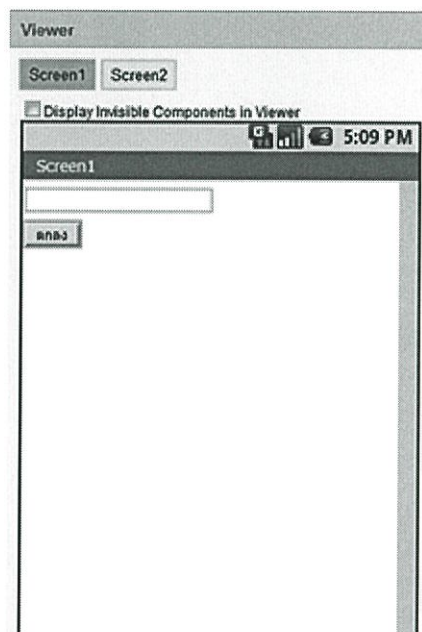 Viewer
Screen1 Screen2
Display Invisible Components in Viewer
5:09 PM
Screen1
ตกลง